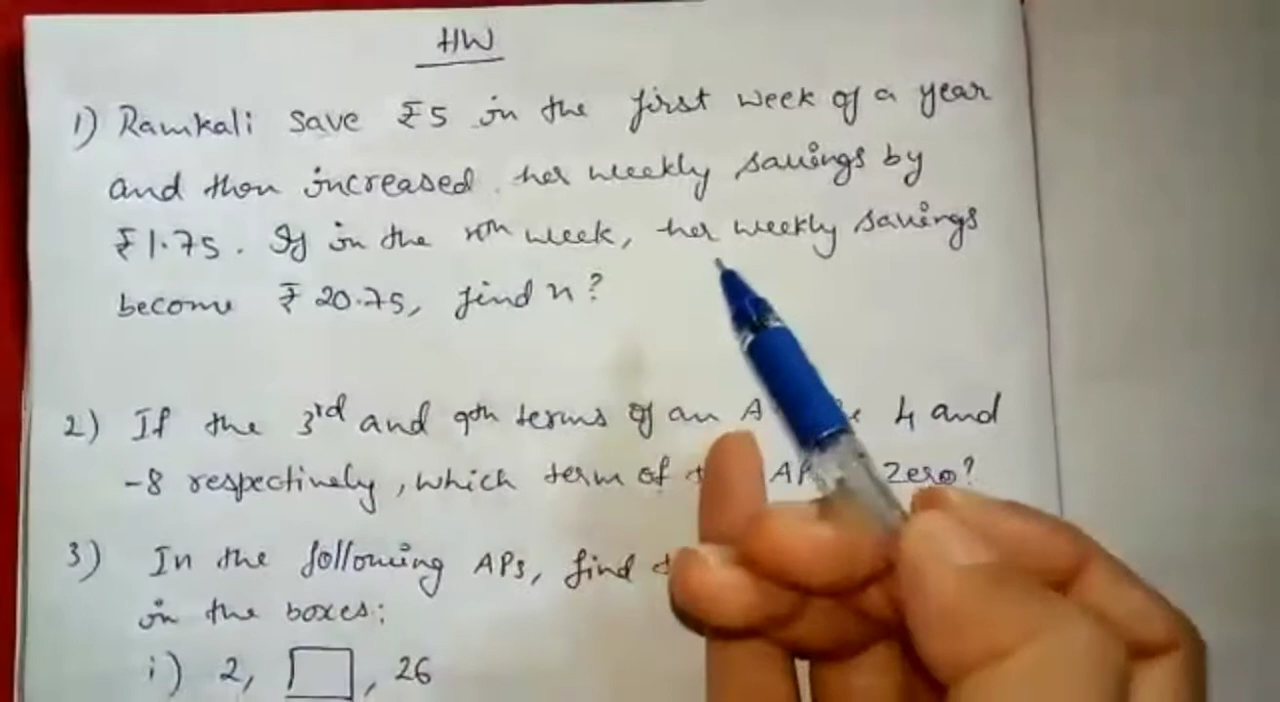 HW
1) Ramkali save ₹5 in the first week of a year
and then increased her weekly savings by
₹1.75. If in the nth week, her weekly savings
become ₹20.75, find n?
2) If the 3rd and 9th terms of an A 4 and
-8 respectively, which term of AP Zero?
3) In the following APs, find
in the boxes:
i) 2, , 26